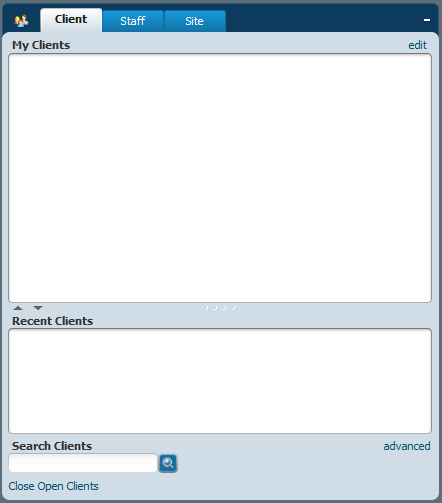 Client Staff Site
My Clients edit
Recent Clients
Search Clients advanced
Close Open Clients